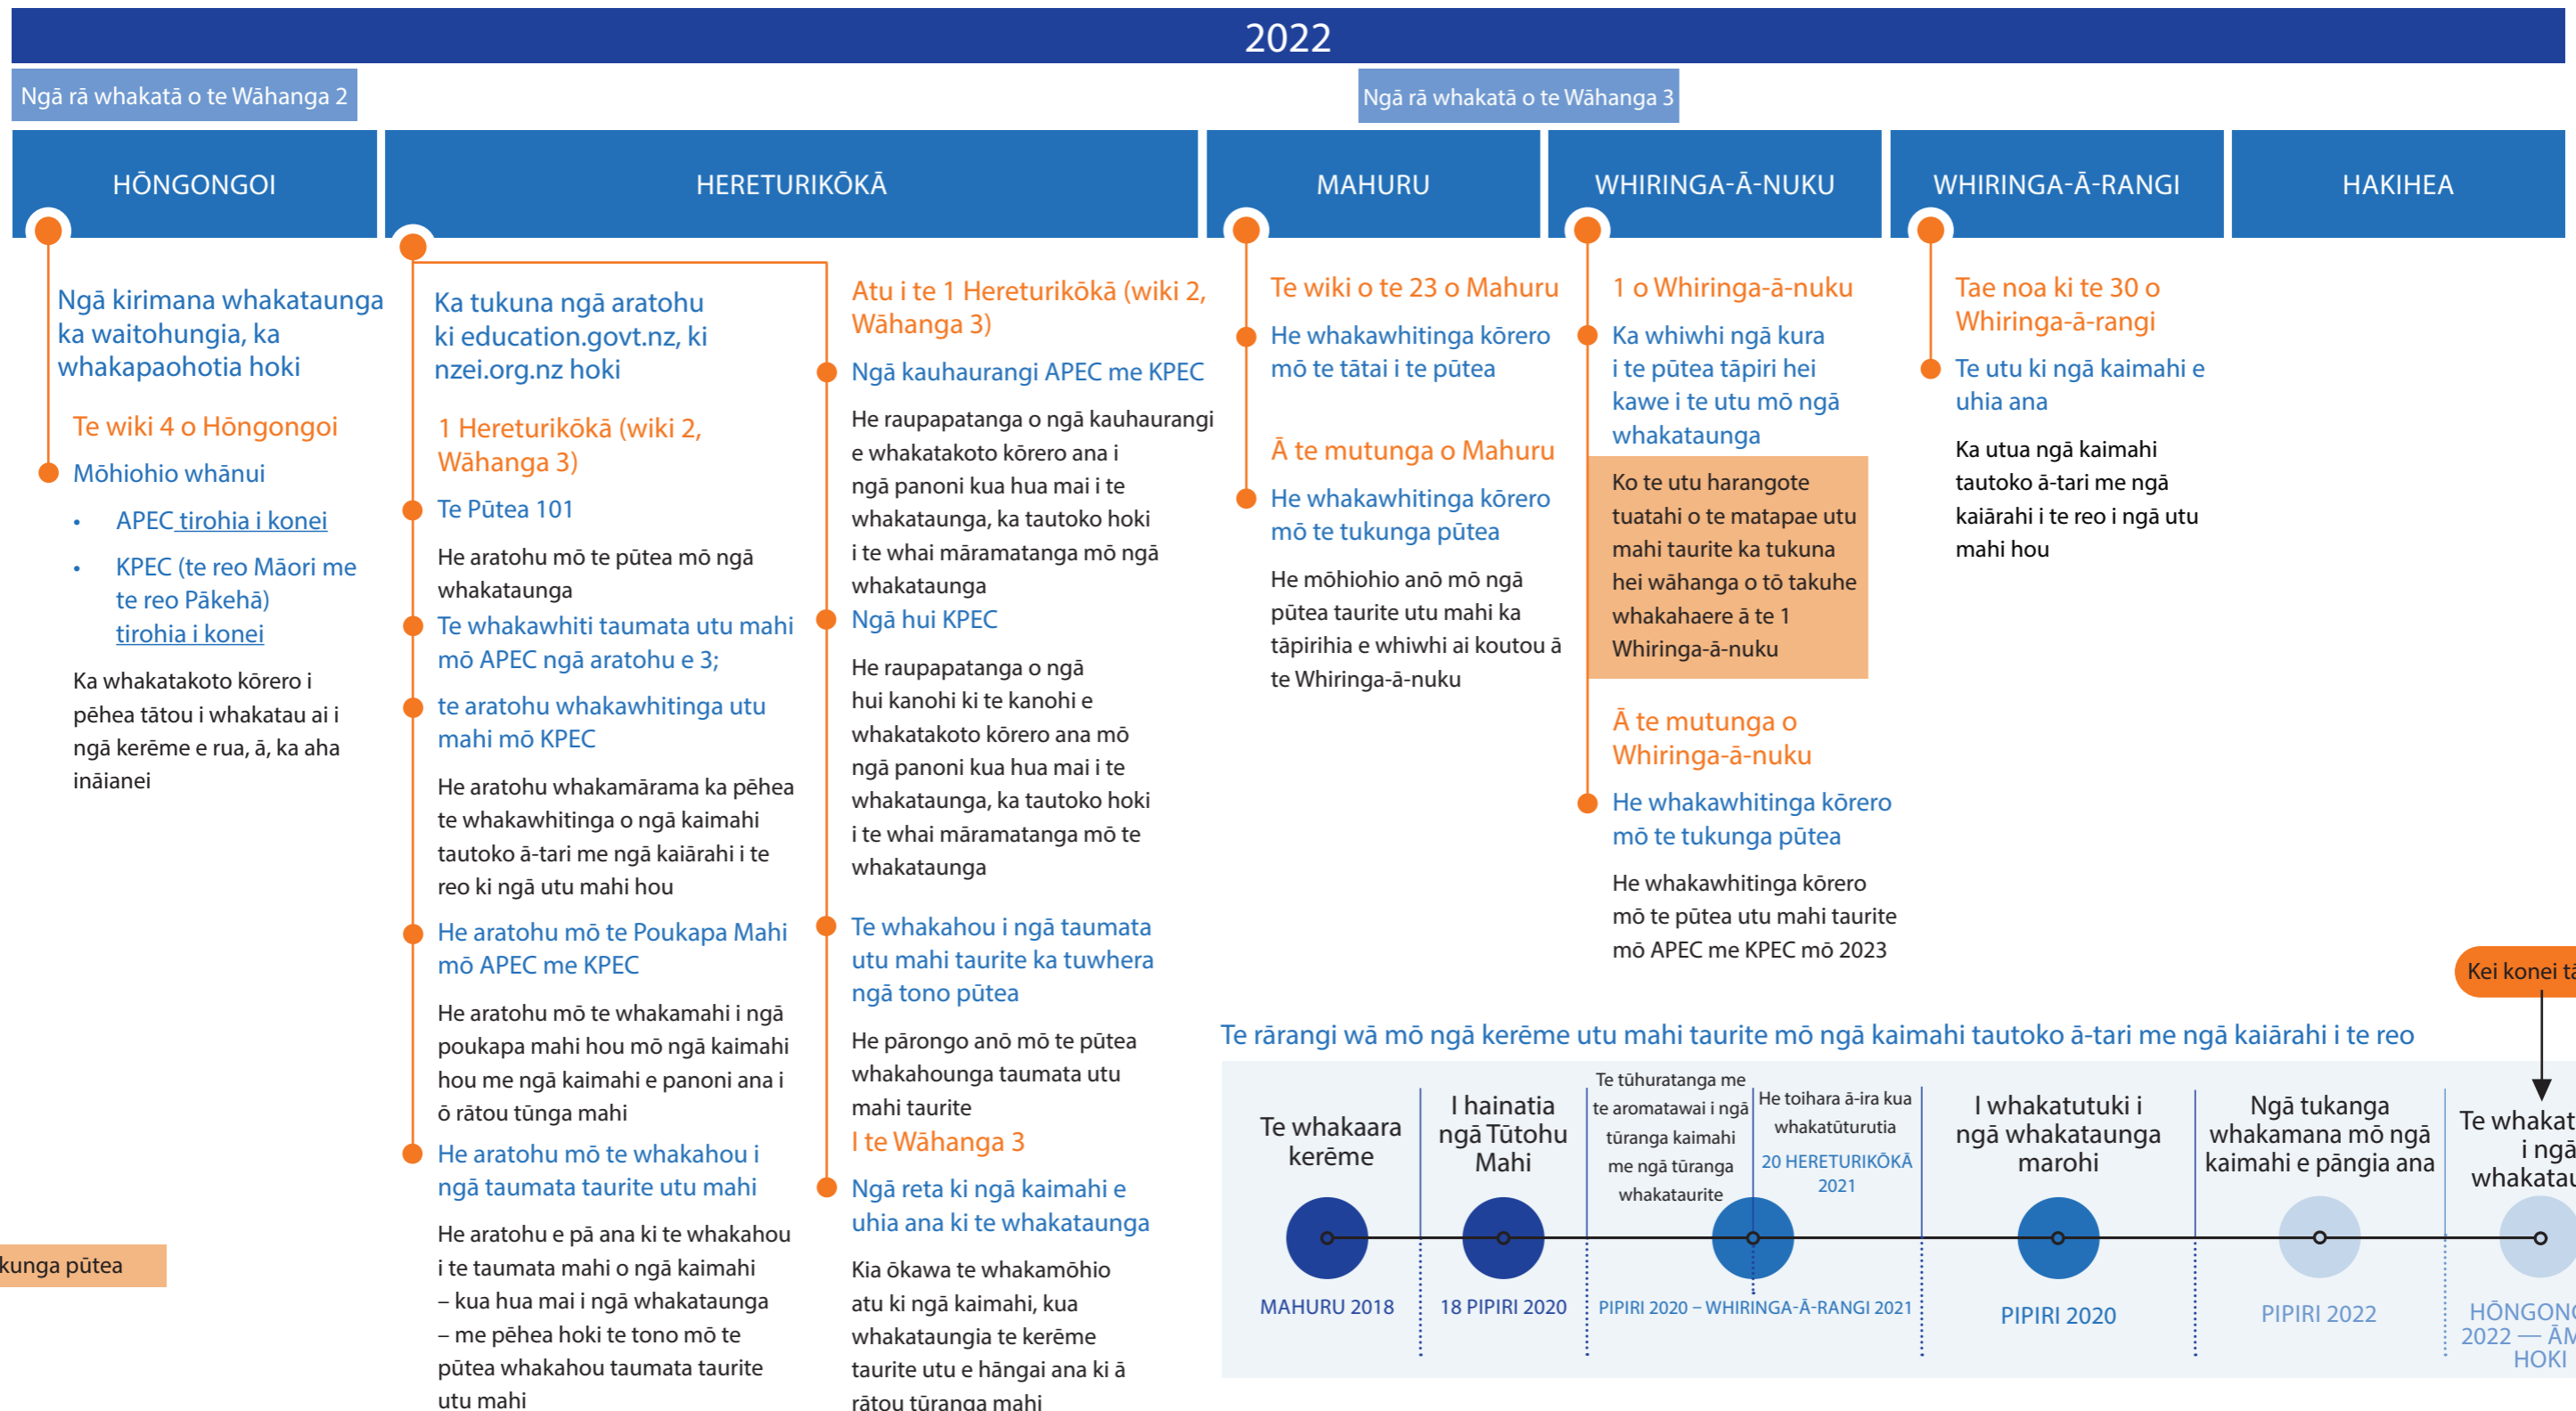 2022
Ngā rā whakatā o te Wāhanga 2
Ngā rā whakatā o te Wāhanga 3
HŌNGONGOI
HERETURIKŌKĀ
MAHURU
WHIRINGA-Ā-NUKU
WHIRINGA-Ā-RANGI
HAKIHEA
Ngā kirimana whakataunga
ka waitohungia, ka
whakapaohotia hoki
Te wiki 4 o Hōngongoi
Mōhiohio whānui
• APEC tirohia i konei
• KPEC (te reo Māori me
te reo Pākehā)
tirohia i konei
Ka whakatakoto kōrero i
pēhea tātou i whakatau ai i
ngā kerēme e rua, ā, ka aha
ināianei
Ka tukuna ngā aratohu
ki education.govt.nz, ki
nzei.org.nz hoki
1 Hereturikōkā (wiki 2,
Wāhanga 3)
Te Pūtea 101
He aratohu mō te pūtea mō ngā
whakataunga
Te whakawhiti taumata utu mahi
mō APEC ngā aratohu e 3;
te aratohu whakawhitinga utu
mahi mō KPEC
He aratohu whakamārama ka pēhea
te whakawhitinga o ngā kaimahi
tautoko ā-tari me ngā kaiārahi i te
reo ki ngā utu mahi hou
He aratohu mō te Poukapa Mahi
mō APEC me KPEC
He aratohu mō te whakamahi i ngā
poukapa mahi hou mō ngā kaimahi
hou me ngā kaimahi e panoni ana i
ō rātou tūnga mahi
He aratohu mō te whakahou i
ngā taumata taurite utu mahi
He aratohu e pā ana ki te whakahou
i te taumata mahi o ngā kaimahi
– kua hua mai i ngā whakataunga
– me pēhea hoki te tono mō te
pūtea whakahou taumata taurite
utu mahi
Atu i te 1 Hereturikōkā (wiki 2,
Wāhanga 3)
Ngā kauhaurangi APEC me KPEC
He raupapatanga o ngā kauhaurangi
e whakatakoto kōrero ana i
ngā panoni kua hua mai i te
whakataunga, ka tautoko hoki
i te whai māramatanga mō ngā
whakataunga
Ngā hui KPEC
He raupapatanga o ngā
hui kanohi ki te kanohi e
whakatakoto kōrero ana mō
ngā panoni kua hua mai i te
whakataunga, ka tautoko hoki
i te whai māramatanga mō te
whakataunga
Te whakahou i ngā taumata
utu mahi taurite ka tuwhera
ngā tono pūtea
He pārongo anō mō te pūtea
whakahounga taumata utu
mahi taurite
I te Wāhanga 3
Ngā reta ki ngā kaimahi e
uhia ana ki te whakataunga
Kia ōkawa te whakamōhio
atu ki ngā kaimahi, kua
whakataungia te kerēme
taurite utu e hāngai ana ki ā
rātou tūranga mahi
Te wiki o te 23 o Mahuru
He whakawhitinga kōrero
mō te tātai i te pūtea
Ā te mutunga o Mahuru
He whakawhitinga kōrero
mō te tukunga pūtea
He mōhiohio anō mō ngā
pūtea taurite utu mahi ka
tāpirihia e whiwhi ai koutou ā
te Whiringa-ā-nuku
1 o Whiringa-ā-nuku
Ka whiwhi ngā kura
i te pūtea tāpiri hei
kawe i te utu mō ngā
whakataunga
Ko te utu harangote
tuatahi o te matapae utu
mahi taurite ka tukuna
hei wāhanga o tō takuhe
whakahaere ā te 1
Whiringa-ā-nuku
Ā te mutunga o
Whiringa-ā-nuku
He whakawhitinga kōrero
mō te tukunga pūtea
He whakawhitinga kōrero
mō te pūtea utu mahi taurite
mō APEC me KPEC mō 2023
Tae noa ki te 30 o
Whiringa-ā-rangi
Te utu ki ngā kaimahi e
uhia ana
Ka utua ngā kaimahi
tautoko ā-tari me ngā
kaiārahi i te reo i ngā utu
mahi hou
kunga pūtea
Kei konei
Te rārangi wā mō ngā kerēme utu mahi taurite mō ngā kaimahi tautoko ā-tari me ngā kaiārahi i te reo
Te whakaara
kerēme
MAHURU 2018
I hainatia
ngā Tūtohu
Mahi
18 PIPIRI 2020
Te tūhuratanga me
te aromatawai i ngā
tūranga kaimahi
me ngā tūranga
whakataurite
He toihara ā-ira kua
whakatūturutia
20 HERETURIKŌKĀ
2021
PIPIRI 2020 – WHIRINGA-Ā-RANGI 2021
I whakatutuki i
ngā whakataunga
marohi
PIPIRI 2020
Ngā tukanga
whakamana mō ngā
kaimahi e pāngia ana
PIPIRI 2022
Te whakat
i ngā
whakatau
HŌNGONG
2022 — ĀM
HOKI